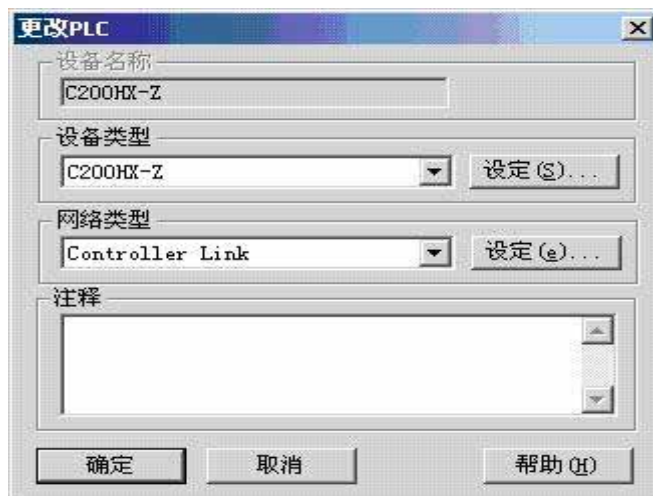 更改PLC
设备名称
C200HX-Z
设备类型
C200HX-Z
设定(S)...
网络类型
Controller Link
设定(e)...
注释
确定
取消
帮助(H)